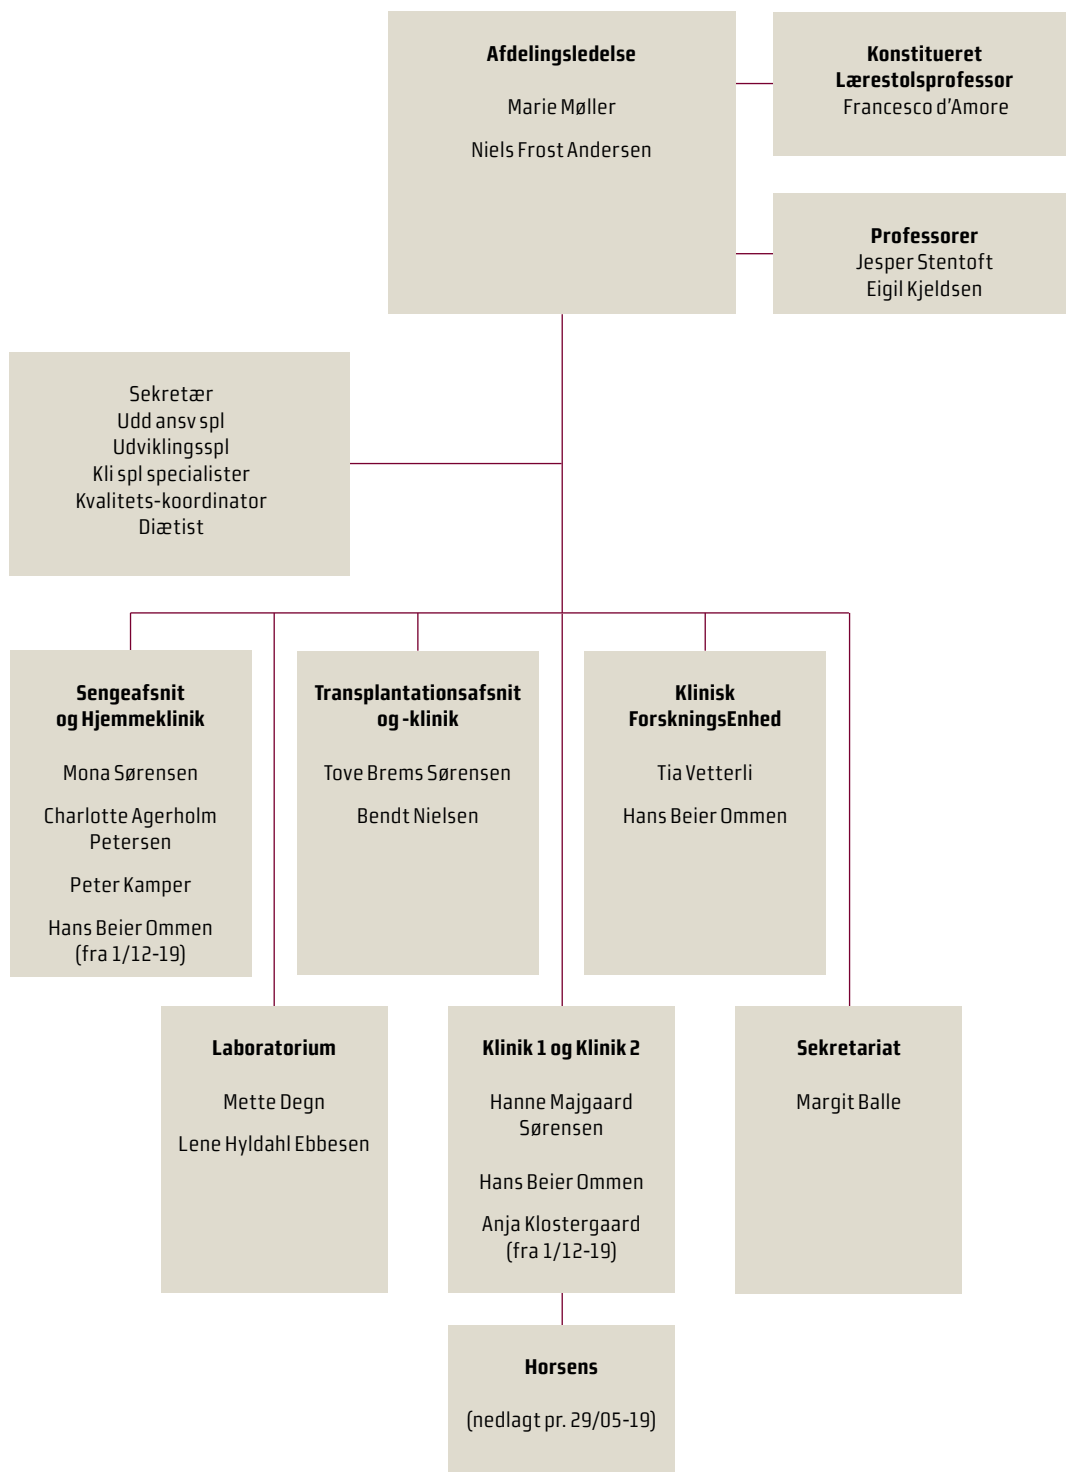 Afdelingsledelse
Marie Møller
Niels Frost Andersen
Konstitueret
Lærestolsprofessor
Francesco d'Amore
Professorer
Jesper Stentoft
Eigil Kjeldsen
Sekretær
Udd ansv spl
Udviklingsspl
Kli spl specialister
Kvalitets-koordinator
Diætist
Sengeafsnit
og Hjemmeklinik
Mona Sørensen
Charlotte Agerholm
Petersen
Peter Kamper
Hans Beier Ommen
(fra 1/12-19)
Transplantationsafsnit
og -klinik
Tove Brems Sørensen
Bendt Nielsen
Klinisk
ForskningsEnhed
Tia Vetterli
Hans Beier Ommen
Laboratorium
Mette Degn
Lene Hyldahl Ebbesen
Klinik 1 og Klinik 2
Hanne Majgaard
Sørensen
Hans Beier Ommen
Anja Klostergaard
(fra 1/12-19)
Sekretariat
Margit Balle
Horsens
(nedlagt pr. 29/05-19)